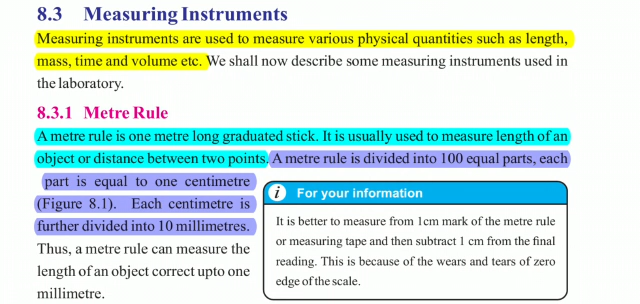 8.3 Measuring Instruments
Measuring instruments are used to measure various physical quantities such as length,
mass, time and volume etc. We shall now describe some measuring instruments used in
the laboratory.
8.3.1 Metre Rule
A metre rule is one metre long graduated stick. It is usually used to measure length of an
object or distance between two points. A metre rule is divided into 100 equal parts, each
part is equal to one centimetre
(Figure 8.1). Each centimetre is
further divided into 10 millimetres.
Thus, a metre rule can measure the
length of an object correct upto one
millimetre.
i For your information
It is better to measure from 1cm mark of the metre rule
or measuring tape and then subtract 1 cm from the final
reading. This is because of the wears and tears of zero
edge of the scale.